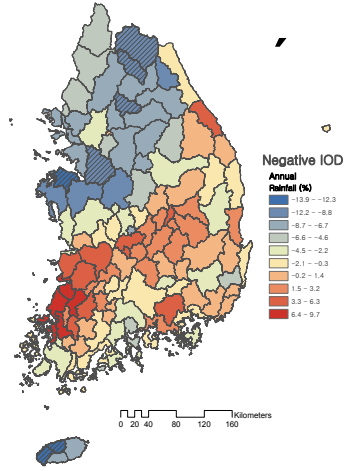 Negative IOD
Annual
Rainfall (%)
-13.9 - -12.3
-12.2 - -8.8
-8.7 - -6.7
-6.6 - -4.6
-4.5 - -2.2
-2.1 - -0.3
-0.2 - 1.4
1.5 - 3.2
3.3 - 6.3
6.4 - 9.7
Kilometers
0 20 40 80 120 160